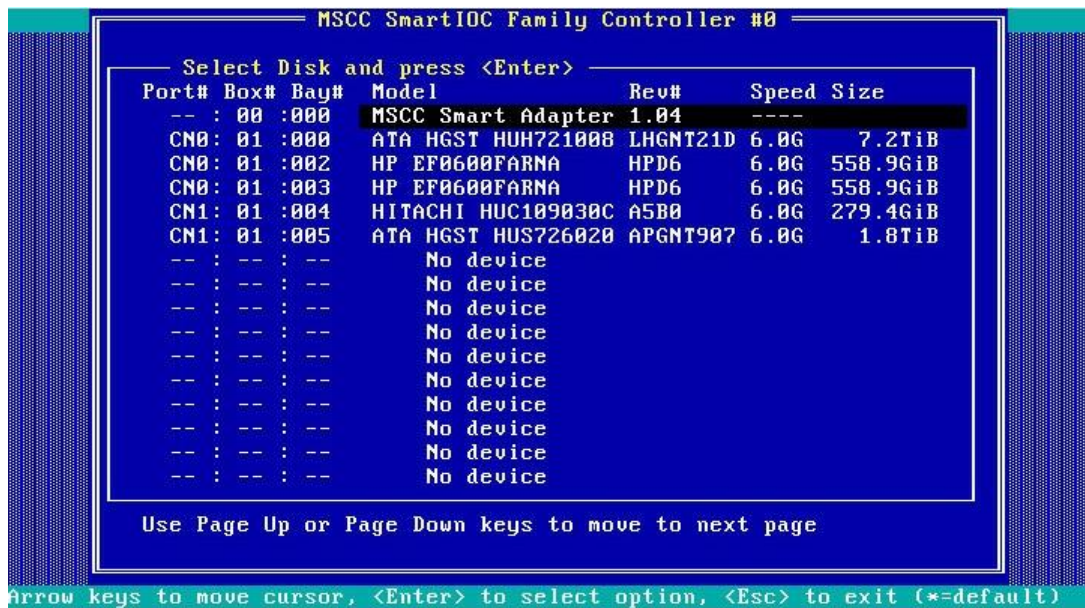 MSCC SmartIOC Family Controller #0
Select Disk and press <Enter>
Port# Box# Bay# Model Rev# Speed Size
-- : 00 :000 MSCC Smart Adapter 1.04 ----
CN0: 01 :000 ATA HGST HUH721008 LHGNT21D 6.0G 7.2TiB
CN0: 01 :002 HP EF0600FARNA HPD6 6.0G 558.9GiB
CN0: 01 :003 HP EF0600FARNA HPD6 6.0G 558.9GiB
CN1: 01 :004 HITACHI HUC109030C A5B0 6.0G 279.4GiB
CN1: 01 :005 ATA HGST HUS726020 APGNT907 6.0G 1.8TiB
-- : -- : -- No device
-- : -- : -- No device
-- : -- : -- No device
-- : -- : -- No device
-- : -- : -- No device
-- : -- : -- No device
-- : -- : -- No device
-- : -- : -- No device
-- : -- : -- No device
-- : -- : -- No device
Use Page Up or Page Down keys to move to next page
Arrow keys to move cursor, <Enter> to select option, <Esc> to exit (*=default)